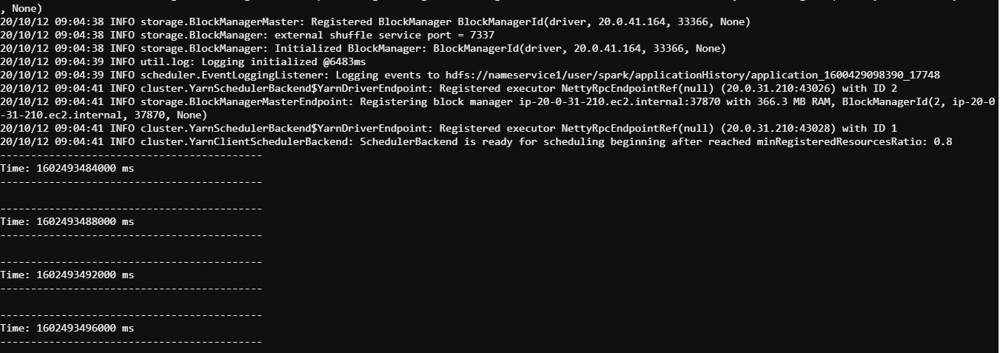 , None)
20/10/12 09:04:38 INFO storage.BlockManagerMaster: Registered BlockManager BlockManagerId(driver, 20.0.41.164, 33366, None)
20/10/12 09:04:38 INFO storage.BlockManager: external shuffle service port = 7337
20/10/12 09:04:38 INFO storage.BlockManager: Initialized BlockManager: BlockManagerId(driver, 20.0.41.164, 33366, None)
20/10/12 09:04:39 INFO util.log: Logging initialized @6483ms
20/10/12 09:04:39 INFO scheduler.EventLoggingListener: Logging events to hdfs://nameservice1/user/spark/applicationHistory/application_1600429098390_17748
20/10/12 09:04:41 INFO cluster.YarnSchedulerBackend$YarnDriverEndpoint: Registered executor NettyRpcEndpointRef(null) (20.0.31.210:43026) with ID 2
20/10/12 09:04:41 INFO storage.BlockManagerMasterEndpoint: Registering block manager ip-20-0-31-210.ec2.internal:37870 with 366.3 MB RAM, BlockManagerId(2, ip-20-0
-31-210.ec2.internal, 37870, None)
20/10/12 09:04:41 INFO cluster.YarnSchedulerBackend$YarnDriverEndpoint: Registered executor NettyRpcEndpointRef(null) (20.0.31.210:43028) with ID 1
20/10/12 09:04:41 INFO cluster.YarnClientSchedulerBackend: SchedulerBackend is ready for scheduling beginning after reached minRegisteredResourcesRatio: 0.8
-------------------------------------------
Time: 1602493484000 ms
-------------------------------------------
-------------------------------------------
Time: 1602493488000 ms
-------------------------------------------
-------------------------------------------
Time: 1602493492000 ms
-------------------------------------------
-------------------------------------------
Time: 1602493496000 ms
-------------------------------------------